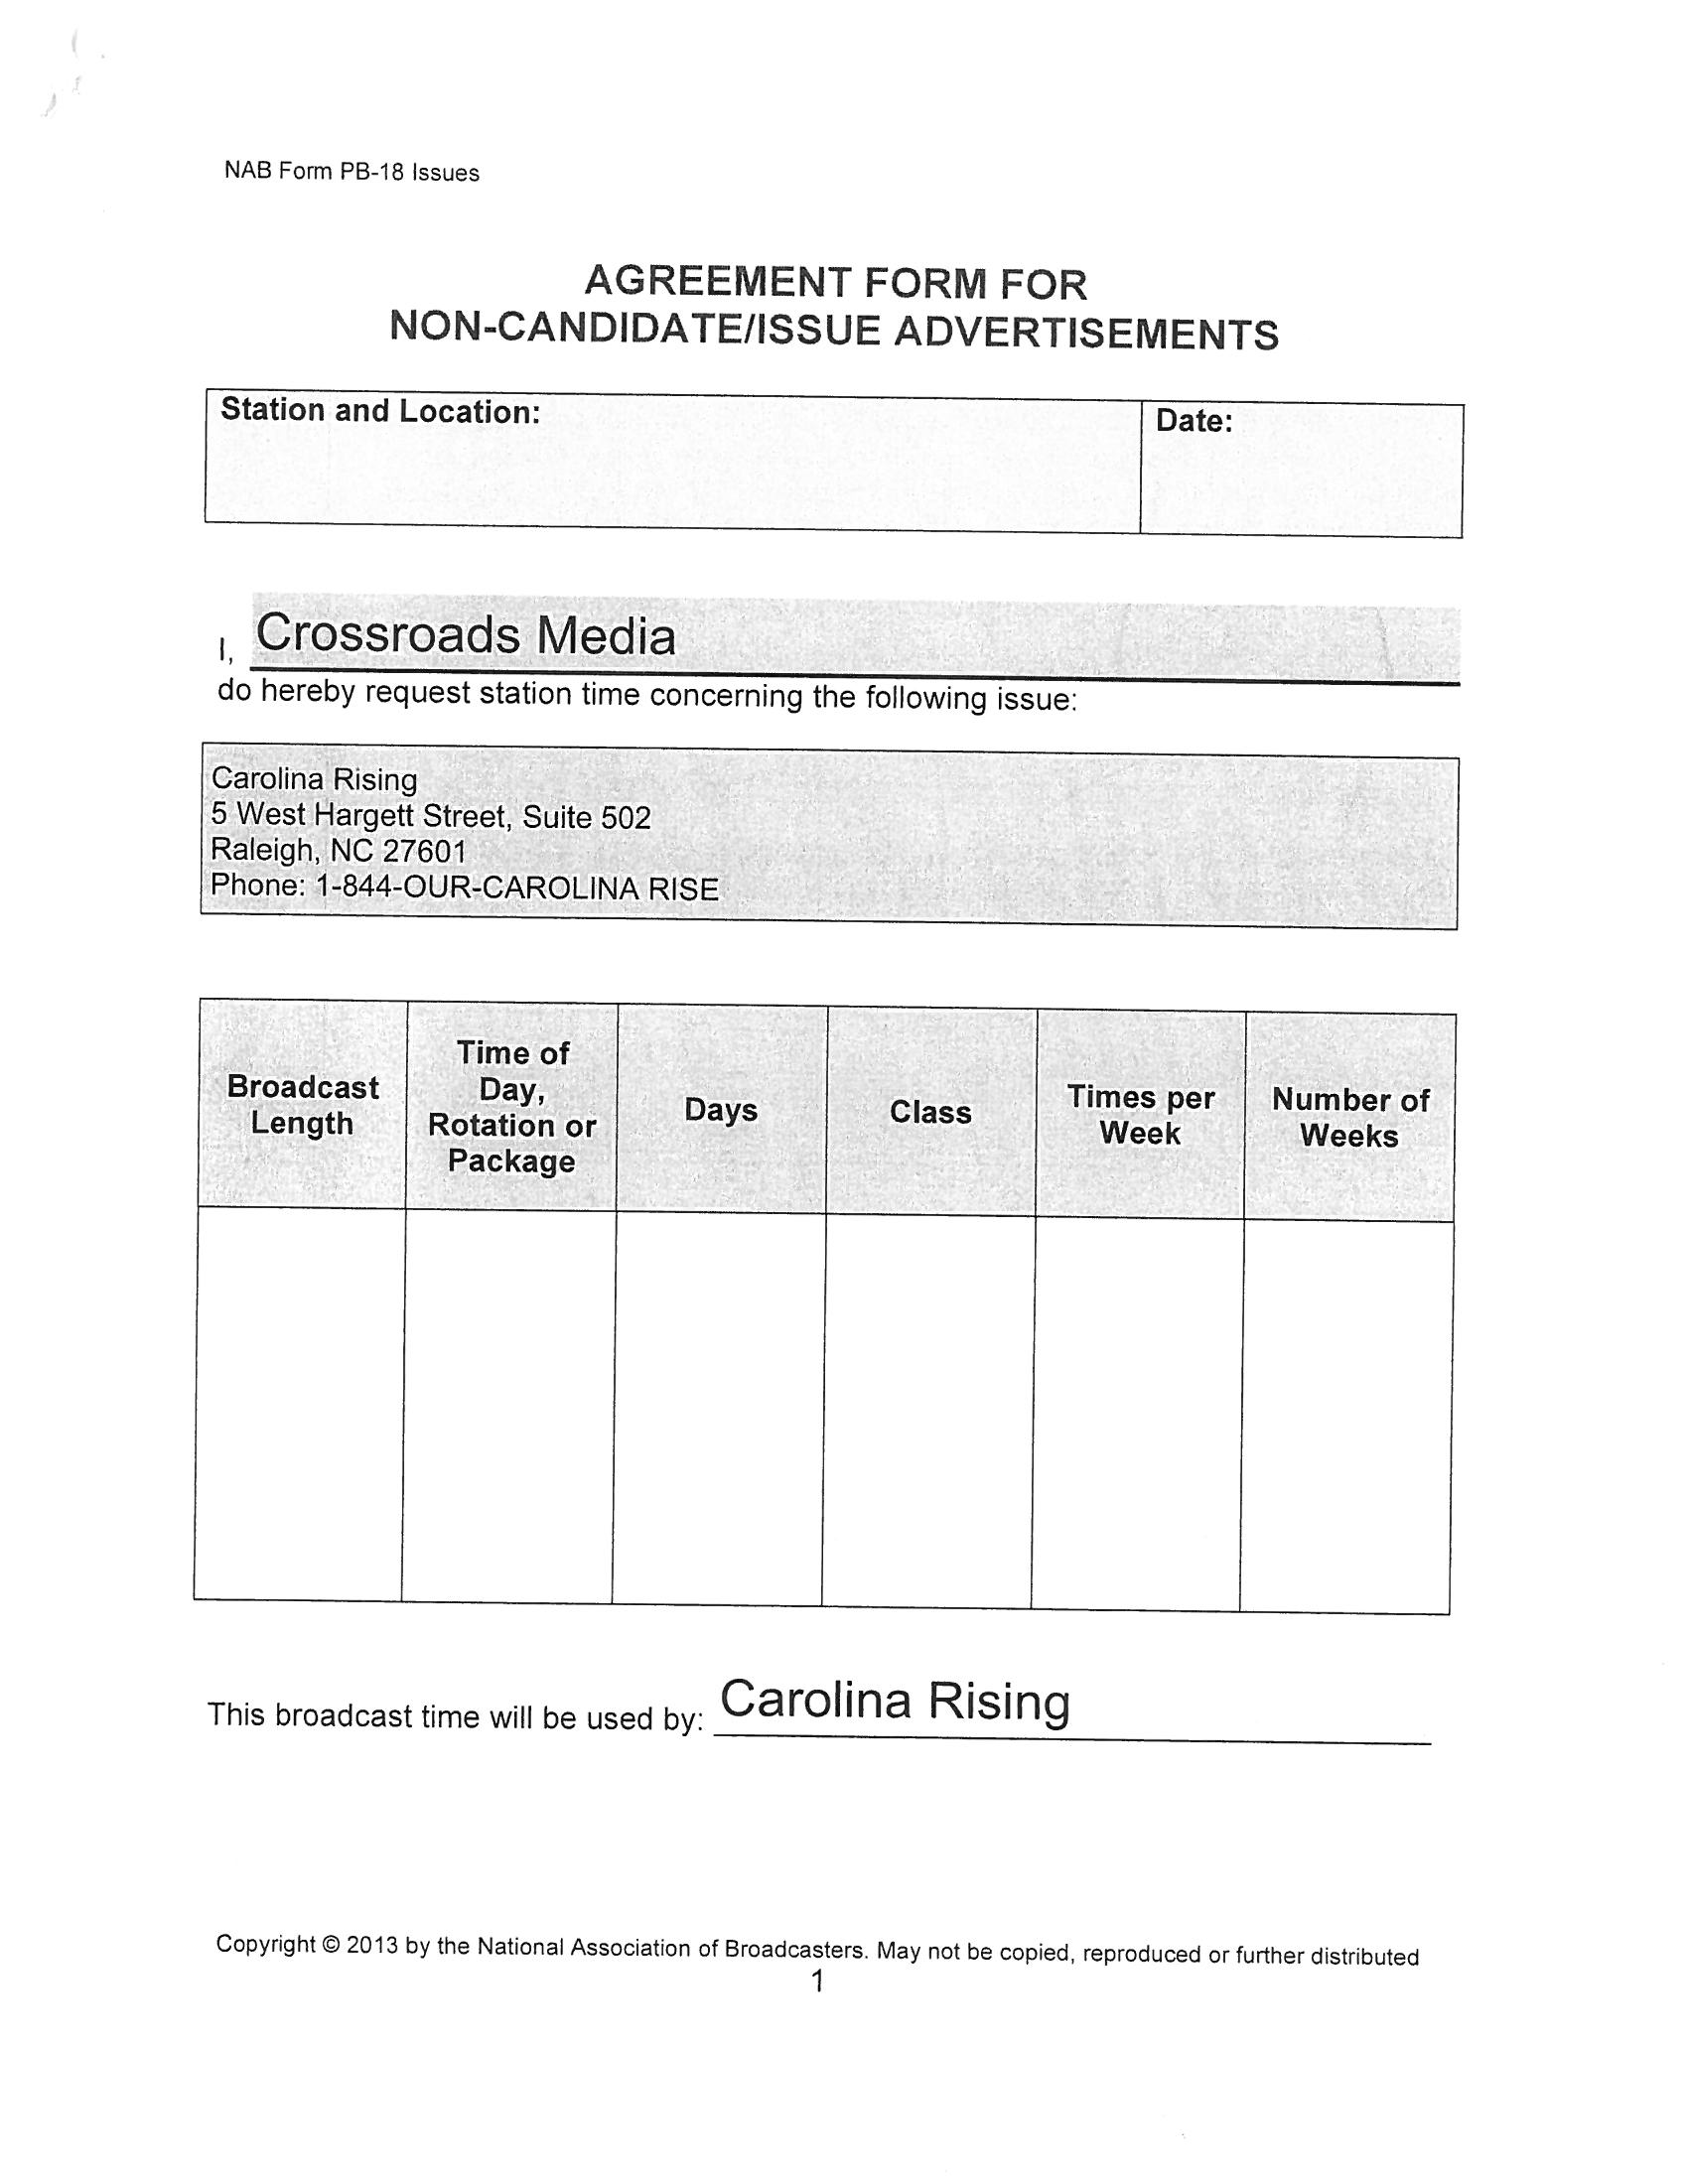 NAB Form PB-18 Issues
AGREEMENT FORM FOR
NON-CANDIDATE/ISSUE ADVERTISEMENTS
Station and Location:
Date:
I, Crossroads Media
do hereby request station time concerning the following issue:
Carolina Rising
5 West Hargett Street, Suite 502
Raleigh, NC 27601
Phone: 1-844-OUR-CAROLINA RISE
Broadcast
Length
Time of
Day,
Rotation or
Package
Days
Class
Times per
Week
Number of
Weeks
This broadcast time will be used by: Carolina Rising
Copyright © 2013 by the National Association of Broadcasters. May not be copied, reproduced or further distributed
1